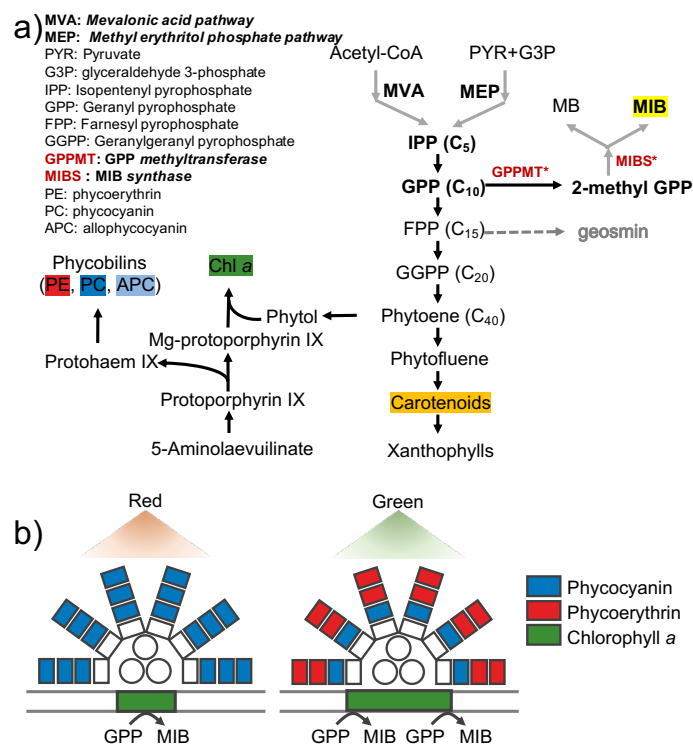 a)
MVA: Mevalonic acid pathway
MEP: Methyl erythritol phosphate pathway
PYR: Pyruvate
G3P: glyceraldehyde 3-phosphate
IPP: Isopentenyl pyrophosphate
GPP: Geranyl pyrophosphate
FPP: Farnesyl pyrophosphate
GGPP: Geranylgeranyl pyrophosphate
GPPMT: GPP methyltransferase
MIBS : MIB synthase
PE: phycoerythrin
PC: phycocyanin
APC: allophycocyanin
Acetyl-CoA
PYR+G3P
MVA
MEP
MB
MIB
IPP (C5)
GPPMT*
MIBS*
GPP (C10)
2-methyl GPP
FPP (C15)
geosmin
GGPP (C20)
Phycobilins
(PE, PC, APC)
Chl a
Phytol
Phytoene (C40)
Mg-protoporphyrin IX
Protohaem IX
Phytofluene
Protoporphyrin IX
Carotenoids
5-Aminolaevuilinate
Xanthophylls
b)
Red
Green
Phycocyanin
Phycoerythrin
Chlorophyll a
GPP
MIB
GPP
MIB
GPP
MIB